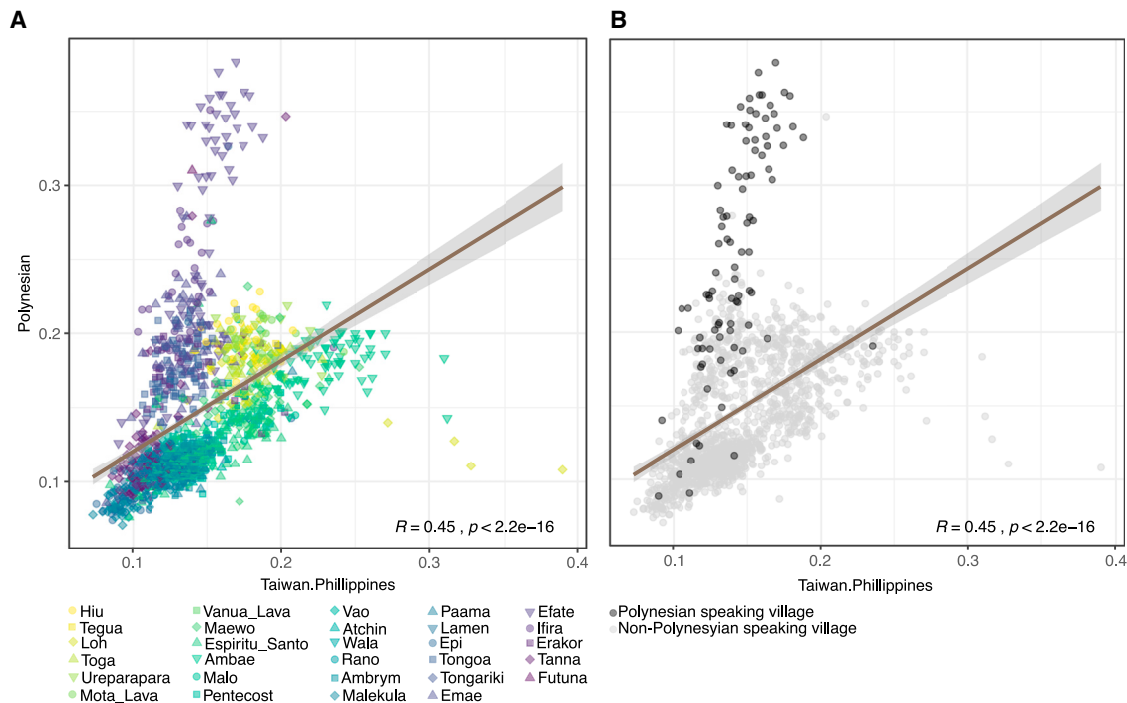 A
B
Polynesian
0.3
0.2
0.1
R = 0.45 , p < 2.2e−16
R = 0.45 , p < 2.2e−16
0.1 0.2 0.3 0.4
0.1 0.2 0.3 0.4
Taiwan.Phillippines
Taiwan.Phillippines
Hiu
Tegua
Loh
Toga
Ureparapara
Mota_Lava
Vanua_Lava
Maewo
Espiritu_Santo
Ambae
Malo
Pentecost
Vao
Atchin
Wala
Rano
Ambrym
Malekula
Paama
Lamen
Epi
Tongoa
Tongariki
Emae
Efate
Ifira
Erakor
Tanna
Futuna
Polynesian speaking village
Non-Polynesyian speaking village